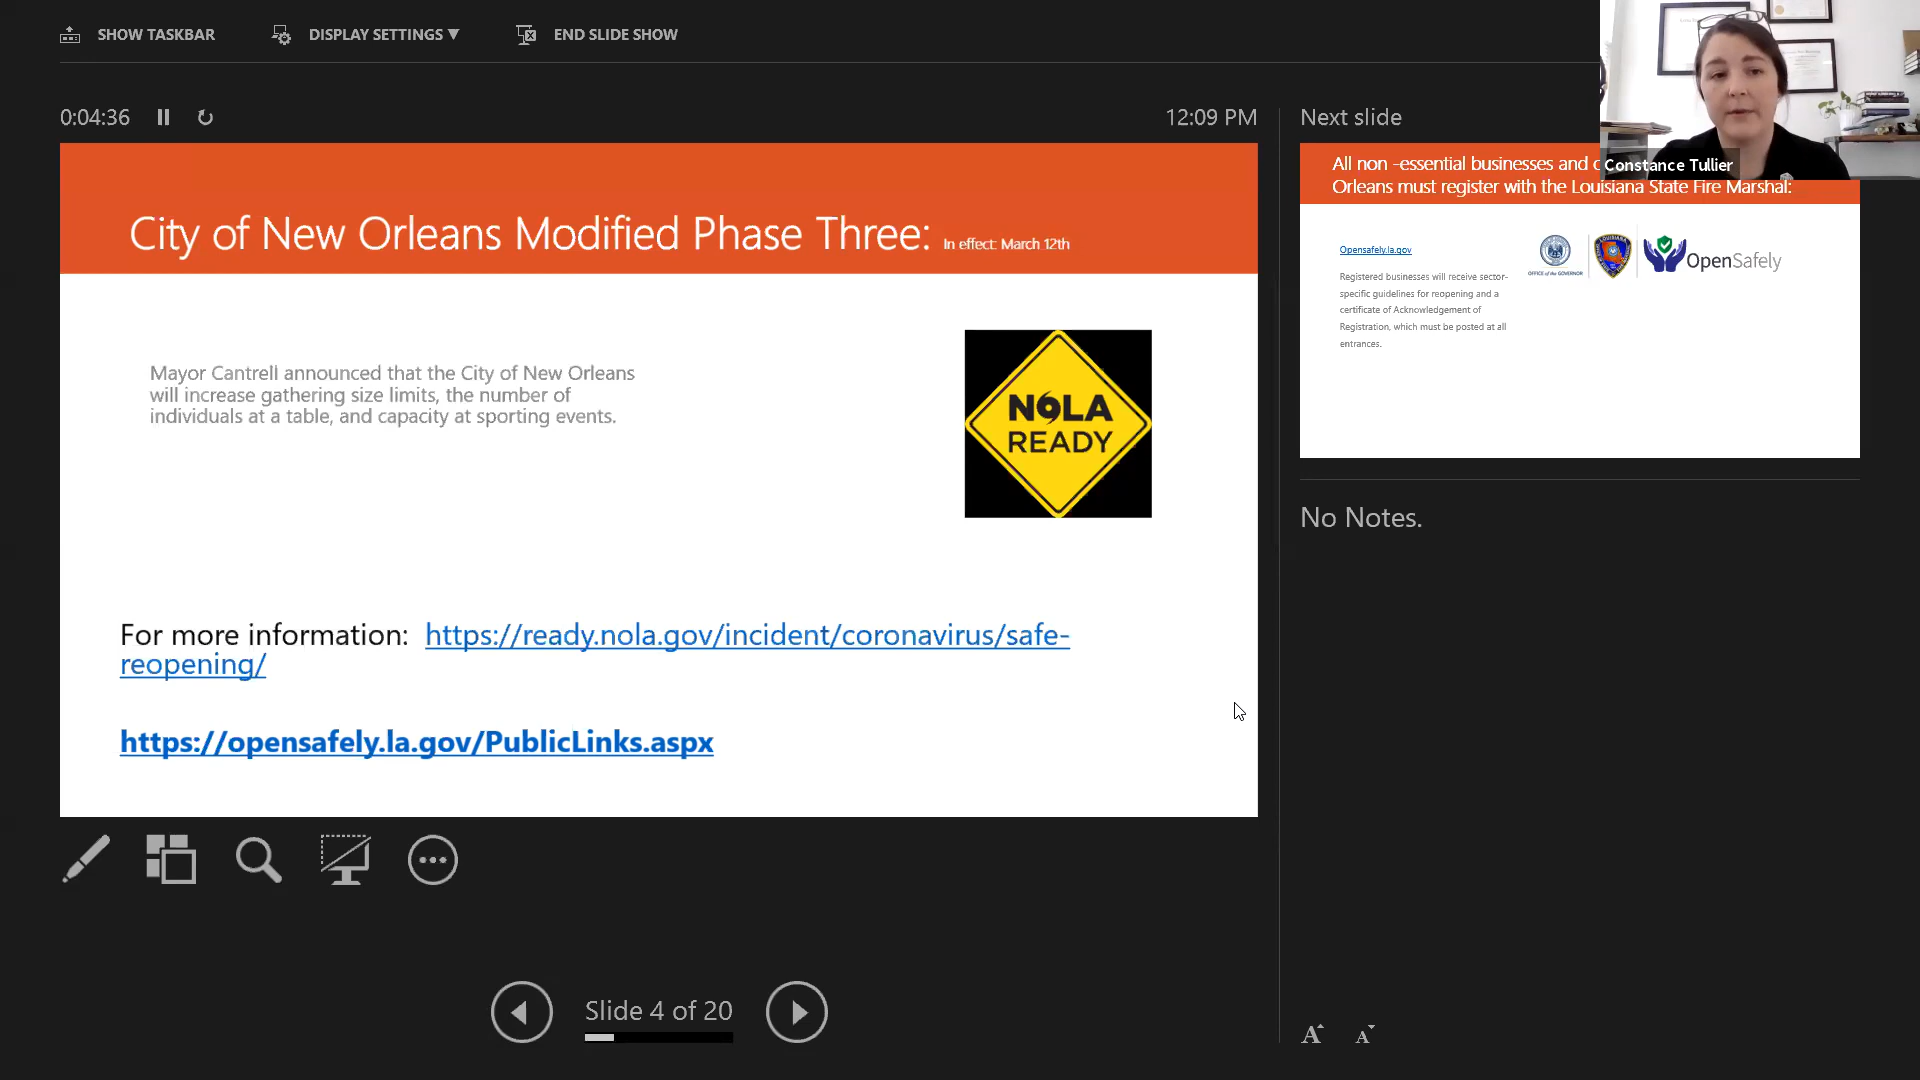 SHOW TASKBAR
DISPLAY SETTINGS ▼
END SLIDE SHOW
0:04:36
12:09 PM
City of New Orleans Modified Phase Three: In effect: March 12th
Mayor Cantrell announced that the City of New Orleans
will increase gathering size limits, the number of
individuals at a table, and capacity at sporting events.
NOLA
READY
For more information: https://ready.nola.gov/incident/coronavirus/safe-
reopening/
https://opensafely.la.gov/PublicLinks.aspx
Slide 4 of 20
Next slide
Constance Tullier
All non -essential businesses and
Orleans must register with the Louisiana State Fire Marshal:
Opensafely.la.gov
Registered businesses will receive sector-
specific guidelines for reopening and a
certificate of Acknowledgement of
Registration, which must be posted at all
entrances.
OFFICE of the GOVERNOR
LOUISIANA
OpenSafely
No Notes.
A A